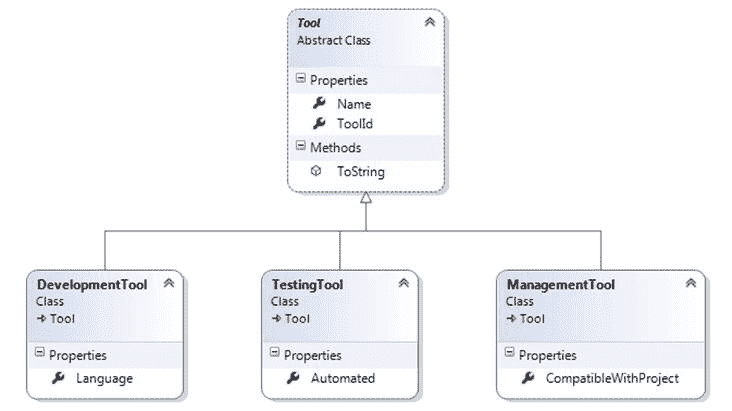 Tool
Abstract Class
Properties
Name
ToolId
Methods
ToString
DevelopmentTool
Class
Tool
Properties
Language
TestingTool
Class
Tool
Properties
Automated
ManagementTool
Class
Tool
Properties
CompatibleWithProject